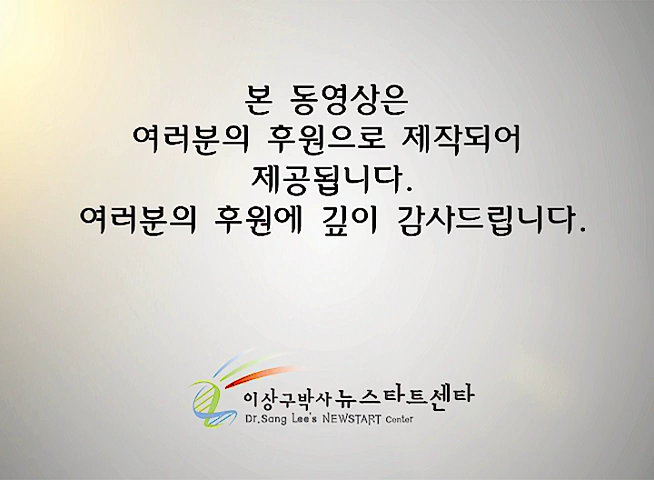 본 동영상은
여러분의 후원으로 제작되어
제공됩니다.
여러분의 후원에 깊이 감사드립니다.
이상구박사 뉴스타트센타
Dr.Sang Lee's NEWSTART Center